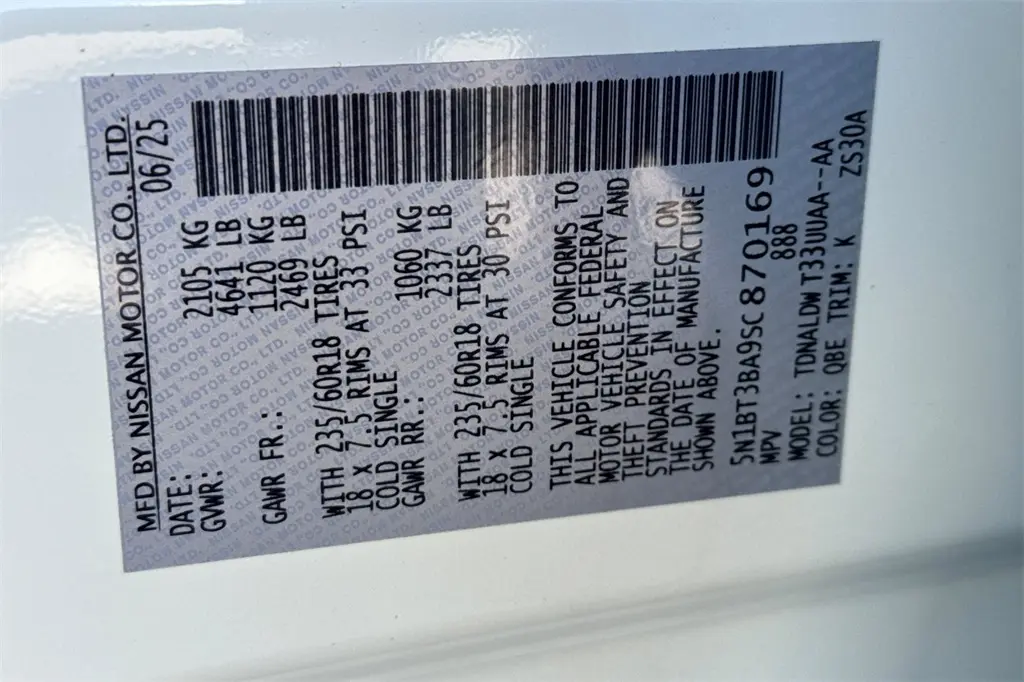 MFD BY NISSAN MOTOR CO., LTD.
DATE: 06/25
GVWR: 2105 KG
4641 LB
GAWR FR.: 1120 KG
2469 LB
WITH 235/60R18 TIRES
18 X 7.5 RIMS AT 33 PSI
COLD SINGLE
GAWR RR.: 1060 KG
2337 LB
WITH 235/60R18 TIRES
18 X 7.5 RIMS AT 30 PSI
COLD SINGLE
THIS VEHICLE CONFORMS TO
ALL APPLICABLE FEDERAL
MOTOR VEHICLE SAFETY AND
THEFT PREVENTION
STANDARDS IN EFFECT ON
THE DATE OF MANUFACTURE
SHOWN ABOVE.
5N1BT3BA9SC870169
MPV 888
MODEL: TDNALDWT33UUAA--AA
COLOR: QBE TRIM: K ZS30A